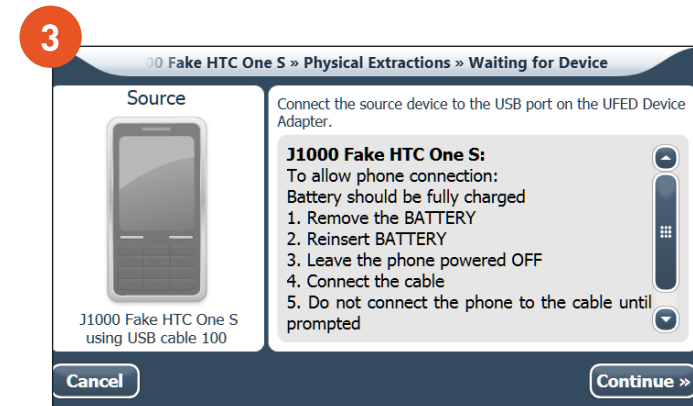 3
00 Fake HTC One S » Physical Extractions » Waiting for Device
Source
J1000 Fake HTC One S
using USB cable 100
Connect the source device to the USB port on the UFED Device
Adapter.
J1000 Fake HTC One S:
To allow phone connection:
Battery should be fully charged
1. Remove the BATTERY
2. Reinsert BATTERY
3. Leave the phone powered OFF
4. Connect the cable
5. Do not connect the phone to the cable until
prompted
Cancel
Continue »